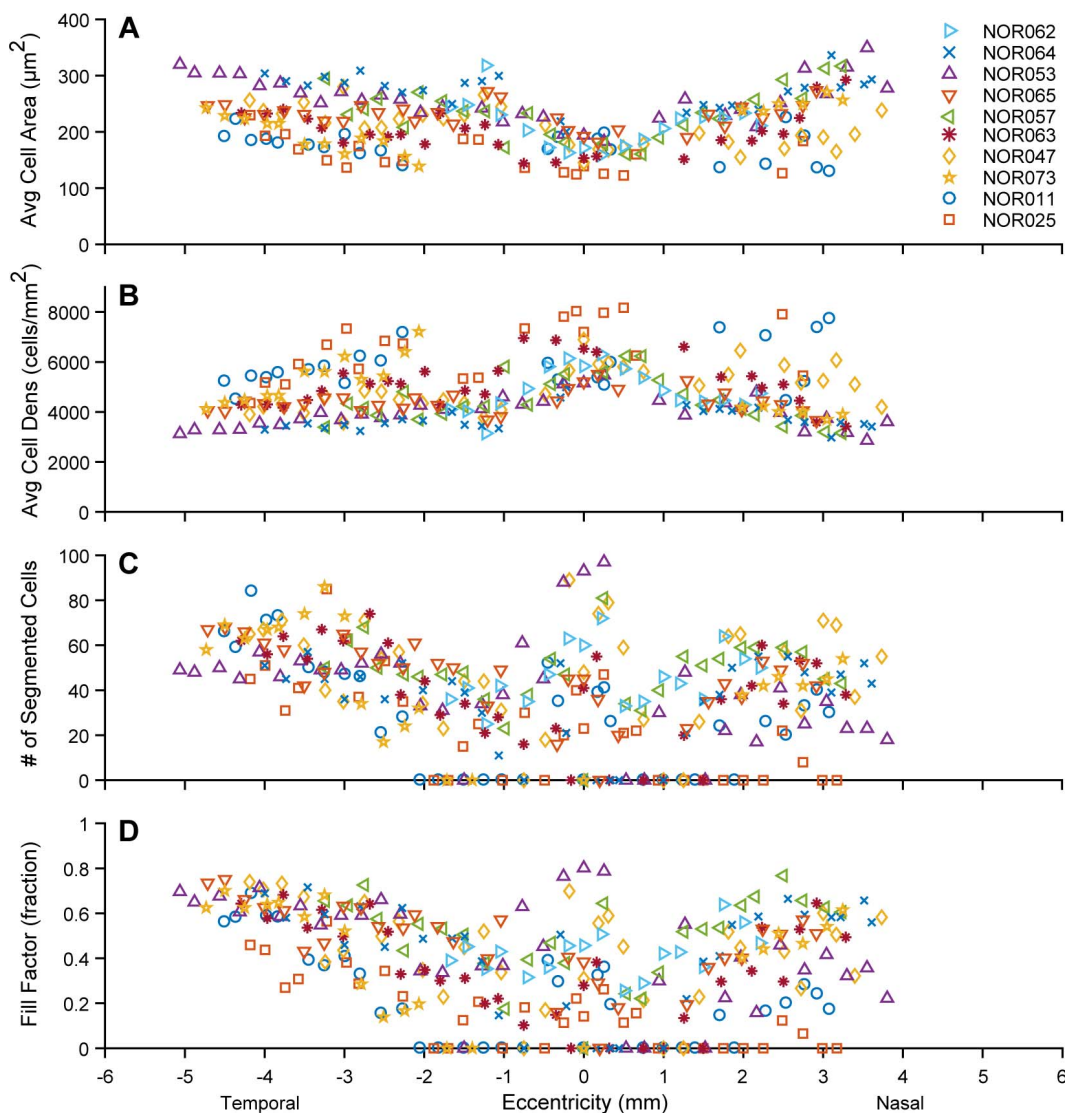 A
Avg Cell Area (µm²)
400
300
200
100
0
NOR062
NOR064
NOR053
NOR065
NOR057
NOR063
NOR047
NOR073
NOR011
NOR025
B
Avg Cell Dens (cells/mm²)
8000
6000
4000
2000
0
C
# of Segmented Cells
100
80
60
40
20
0
D
Fill Factor (fraction)
1
0.8
0.6
0.4
0.2
0
-6 -5 -4 -3 -2 -1 0 1 2 3 4 5 6
Temporal Eccentricity (mm) Nasal